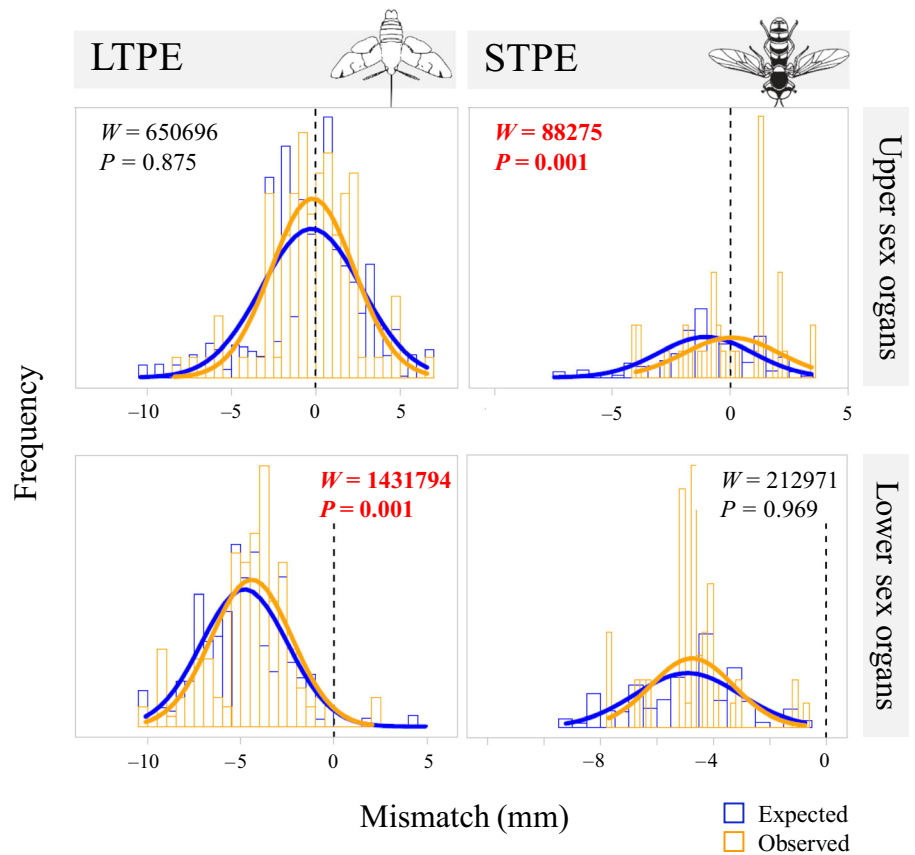 LTPE
STPE
W = 650696
P = 0.875
W = 88275
P = 0.001
Upper sex organs
–10
–5
0
5
–5
0
5
Frequency
W = 1431794
P = 0.001
W = 212971
P = 0.969
Lower sex organs
–10
–5
0
5
–8
–4
0
Mismatch (mm)
Expected
Observed